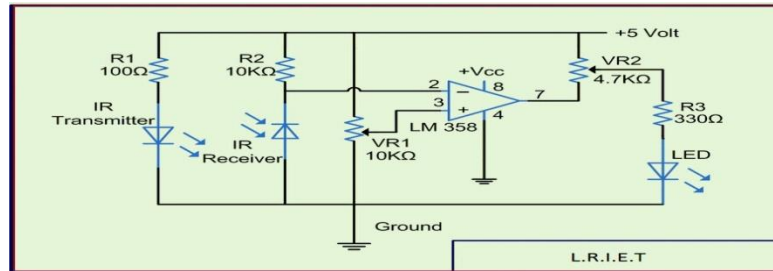 +5 Volt
R1
100Ω
R2
10KΩ
+Vcc
VR2
4.7KΩ
2
8
7
3
4
IR
Transmitter
IR
Receiver
VR1
10KΩ
LM 358
R3
330Ω
LED
Ground
L.R.I.E.T